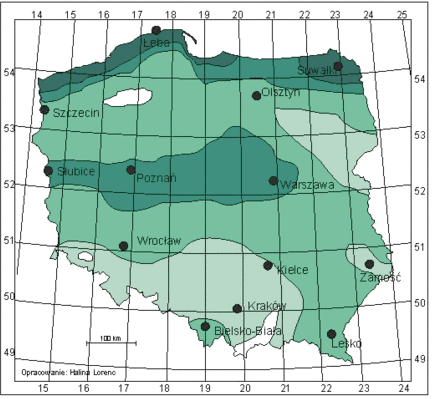 14 15 16 17 18 19 20 21 22 23 24 25
Łeba
54 Suwałki 54
Olsztyn
Szczecin
53 53
Słubice Poznań Warszawa
52 52
Wrocław
51 51
Kielce Zamość
50 Kraków 50
Bielsko-Biała Lesko
100 km
49 49
Opracowanie: Halina Lorenc
15 16 17 18 19 20 21 22 23 24